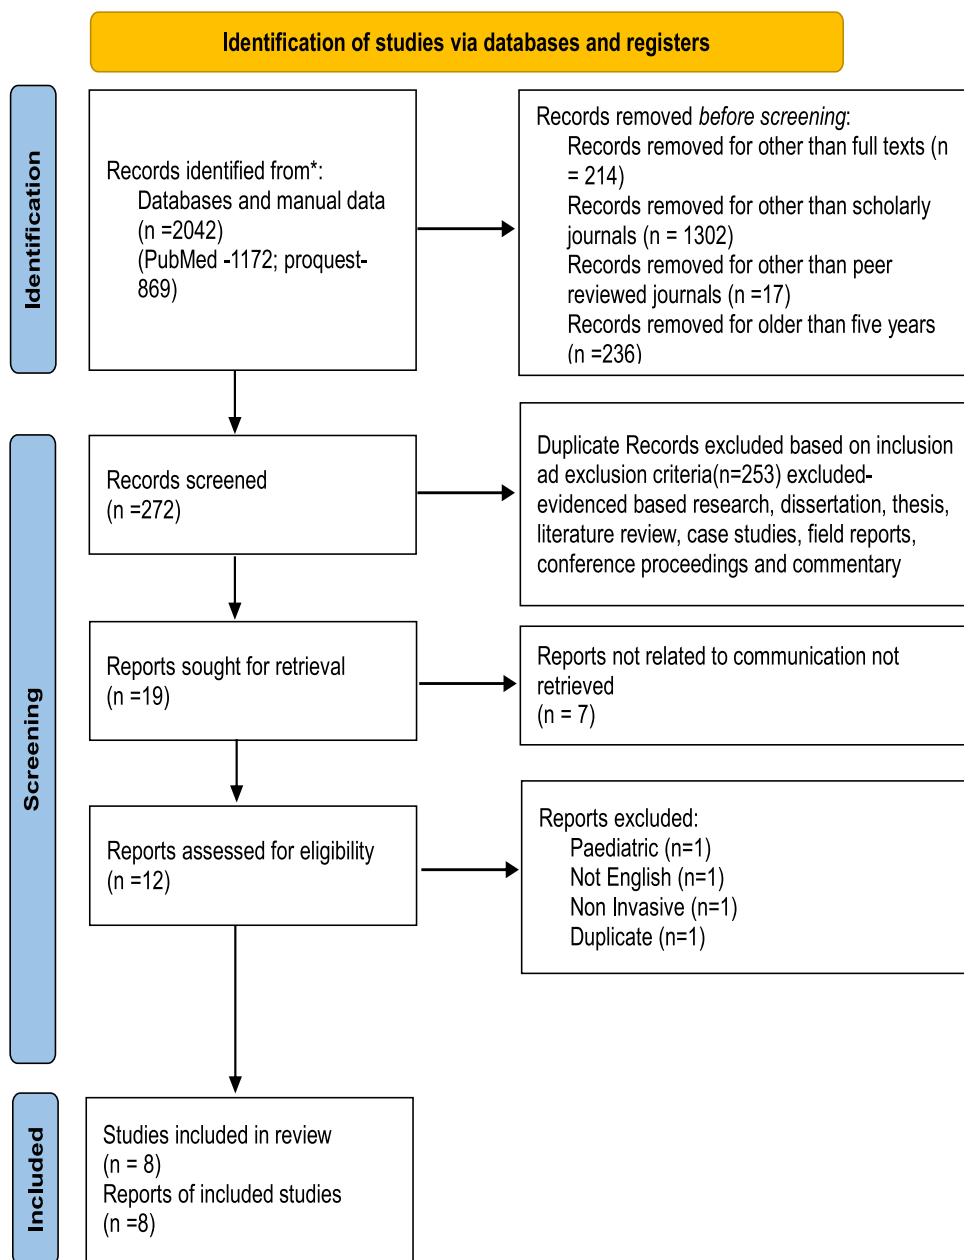 Identification of studies via databases and registers
Identification
Records identified from*:
Databases and manual data
(n =2042)
(PubMed -1172; proquest-
869)
Records removed before screening:
Records removed for other than full texts (n
= 214)
Records removed for other than scholarly
journals (n = 1302)
Records removed for other than peer
reviewed journals (n =17)
Records removed for older than five years
(n =236)
Screening
Records screened
(n =272)
Duplicate Records excluded based on inclusion
ad exclusion criteria(n=253) excluded-
evidenced based research, dissertation, thesis,
literature review, case studies, field reports,
conference proceedings and commentary
Reports sought for retrieval
(n =19)
Reports not related to communication not
retrieved
(n = 7)
Reports assessed for eligibility
(n =12)
Reports excluded:
Paediatric (n=1)
Not English (n=1)
Non Invasive (n=1)
Duplicate (n=1)
Included
Studies included in review
(n = 8)
Reports of included studies
(n =8)